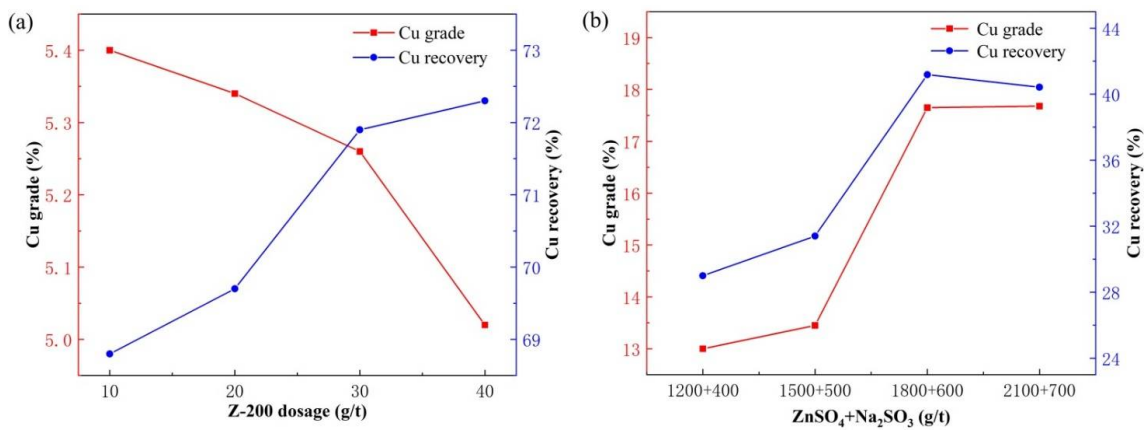 (a)
Cu grade
Cu recovery
5.4
5.3
5.2
5.1
5.0
Cu grade (%)
73
72
71
70
69
Cu recovery (%)
10 20 30 40
Z-200 dosage (g/t)
(b)
Cu grade
Cu recovery
19
18
17
16
15
14
13
Cu grade (%)
44
40
36
32
28
24
Cu recovery (%)
1200+400 1500+500 1800+600 2100+700
ZnSO₄+Na₂SO₃ (g/t)